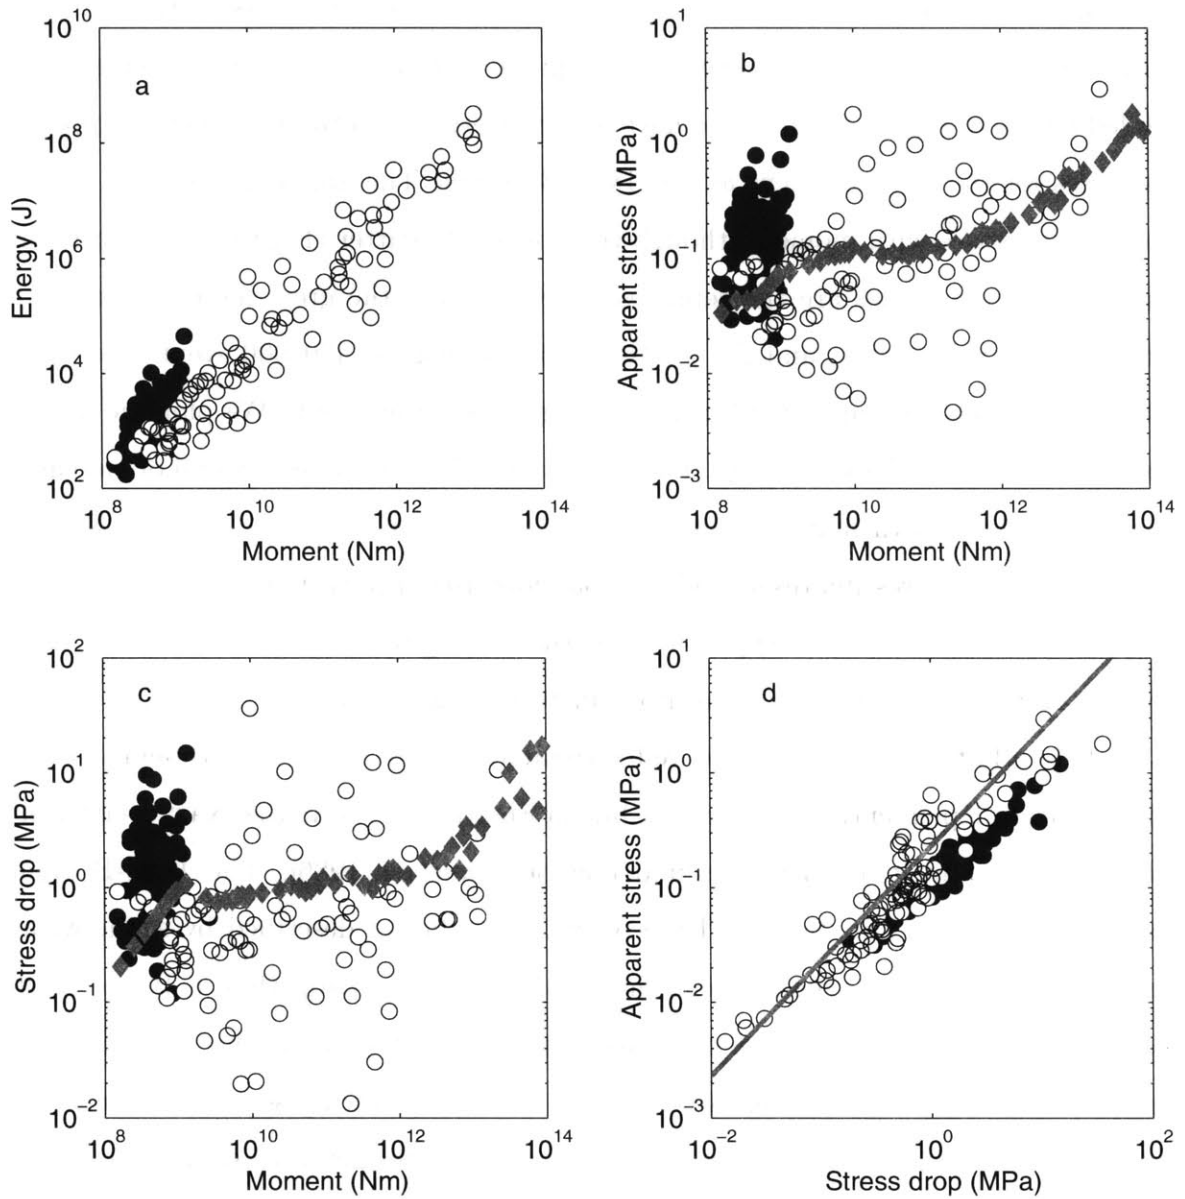 a
10^10
10^8
10^6
10^4
10^2
Energy (J)
10^8 10^10 10^12 10^14
Moment (Nm)
b
10^1
10^0
10^−1
10^−2
10^−3
Apparent stress (MPa)
10^8 10^10 10^12 10^14
Moment (Nm)
c
10^2
10^1
10^0
10^−1
10^−2
Stress drop (MPa)
10^8 10^10 10^12 10^14
Moment (Nm)
d
10^1
10^0
10^−1
10^−2
10^−3
Apparent stress (MPa)
10^−2 10^0 10^2
Stress drop (MPa)